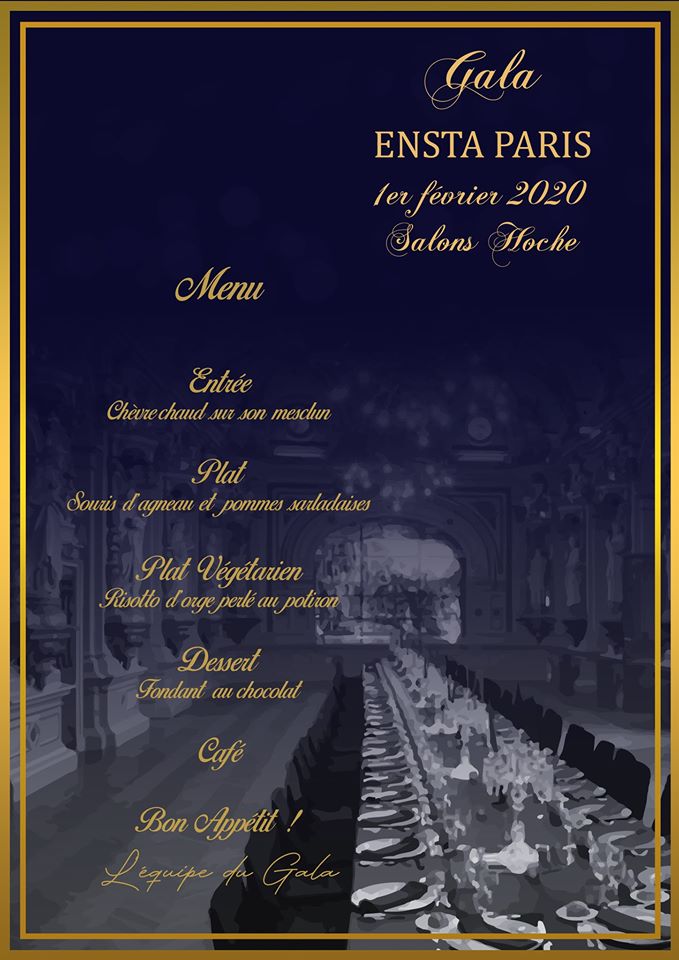 Gala
ENSTA PARIS
1er février 2020
Salons Hoche
Menu
Entrée
Chèvre chaud sur son mesclun
Plat
Souris d'agneau et pommes sarladaises
Plat Végétarien
Risotto d'orge perlé au potiron
Dessert
Fondant au chocolat
Café
Bon Appétit !
L'équipe du Gala